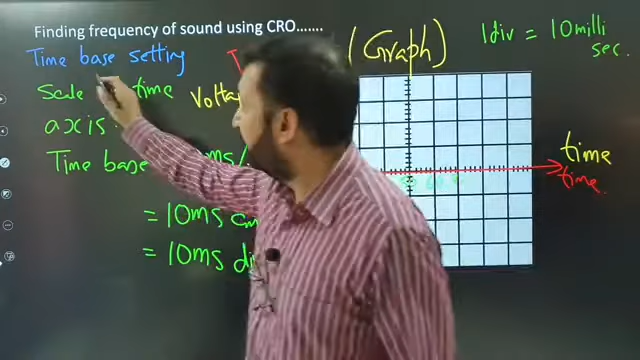 Finding frequency of sound using CRO.......
Time base setting
Scale time
axis.
Time base ms/
= 10ms cm
= 10ms di
(Graph)
1div = 10milli
sec.
time
time